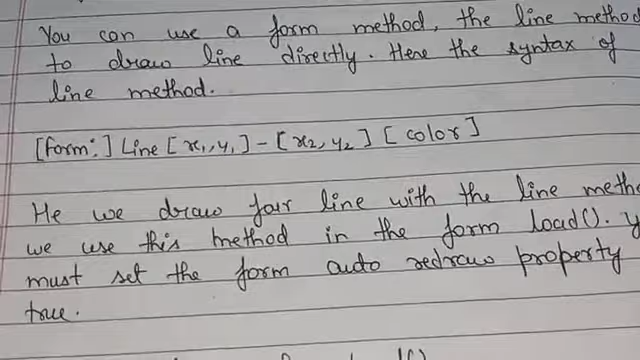 You can use a form method, the line method
to draw line directly. Here the syntax of
line method.
[form:] Line [x1, y1] - [x2, y2] [color]
He we draw four line with the line metho
we use this method in the form load(). y
must set the form auto redraw property
true.